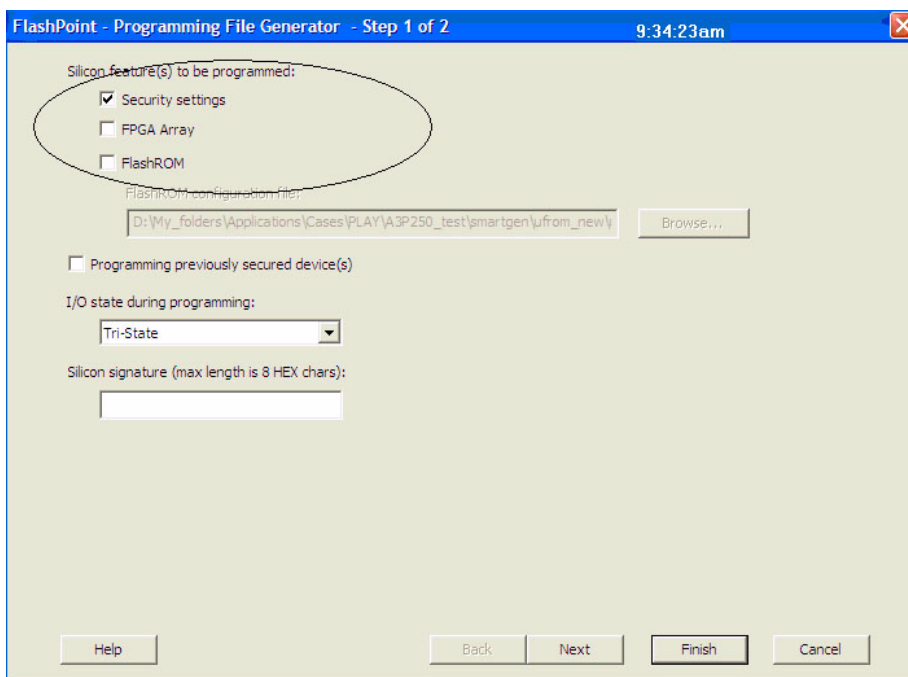 FlashPoint - Programming File Generator - Step 1 of 2 9:34:23am
Silicon feature(s) to be programmed:
Security settings
FPGA Array
FlashROM
FlashROM configuration file:
D:\My_folders\Applications\Cases\PLAY\A3P250_test\smartgen\ufrom_new\ Browse...
Programming previously secured device(s)
I/O state during programming:
Tri-State
Silicon signature (max length is 8 HEX chars):
Help Back Next Finish Cancel